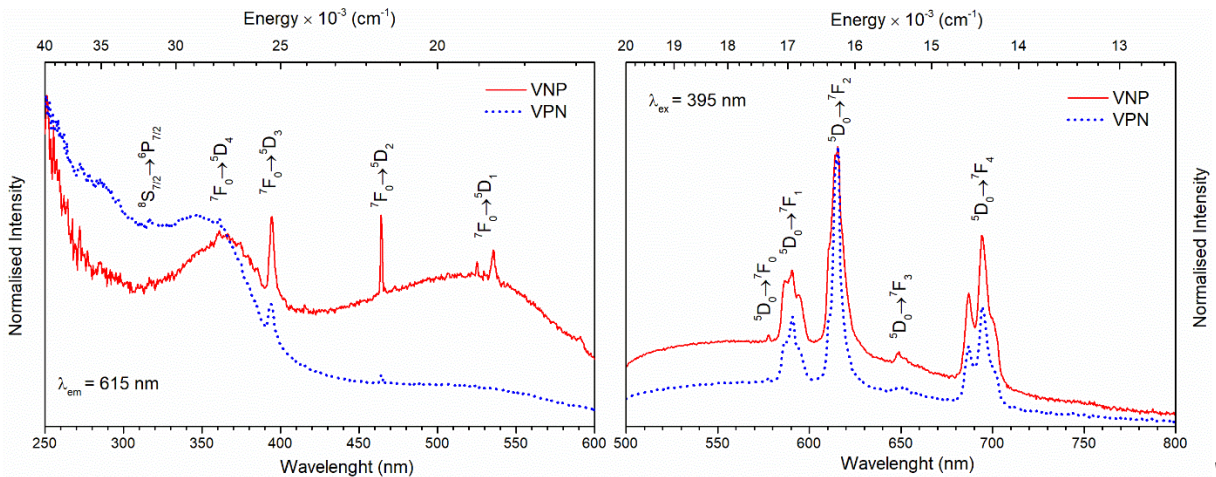 Energy × 10⁻³ (cm⁻¹)
40 35 30 25 20
Normalised Intensity
VNP
VPN
⁸S₇/₂→⁶P₇/₂
⁷F₀→⁵D₄
⁷F₀→⁵D₃
⁷F₀→⁵D₂
⁷F₀→⁵D₁
λem = 615 nm
250 300 350 400 450 500 550 600
Wavelenght (nm)
Energy × 10⁻³ (cm⁻¹)
20 19 18 17 16 15 14 13
λex = 395 nm
VNP
VPN
⁵D₀→⁷F₀
⁵D₀→⁷F₁
⁵D₀→⁷F₂
⁵D₀→⁷F₃
⁵D₀→⁷F₄
Normalised Intensity
500 550 600 650 700 750 800
Wavelenght (nm)